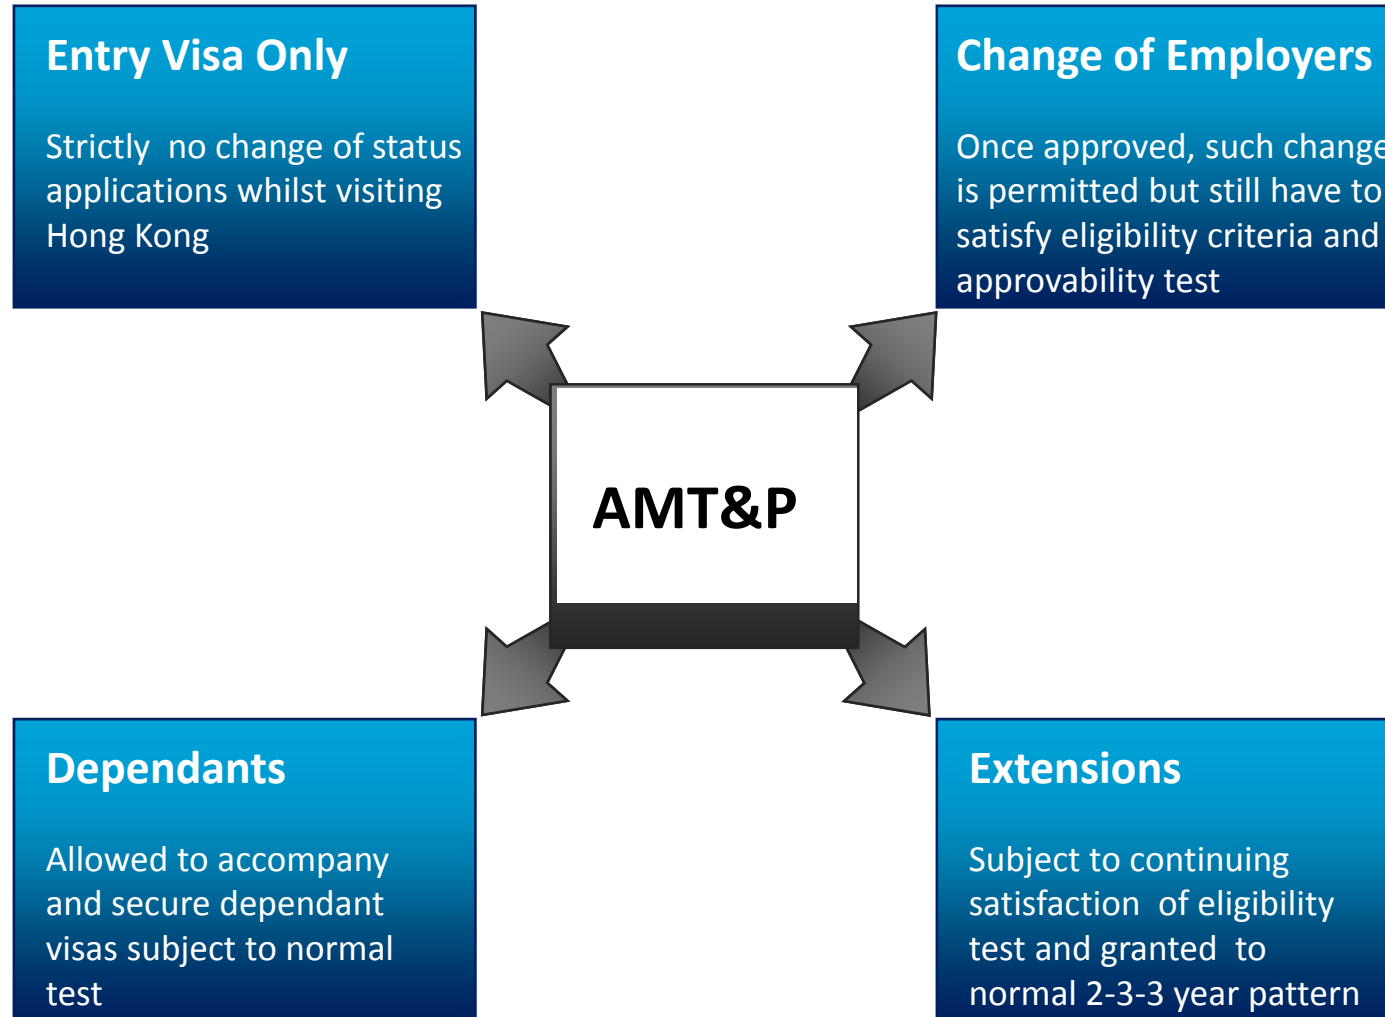 Entry Visa Only
Strictly no change of status
applications whilst visiting
Hong Kong
Change of Employers
Once approved, such change
is permitted but still have to
satisfy eligibility criteria and
approvability test
AMT&P
Dependants
Allowed to accompany
and secure dependant
visas subject to normal
test
Extensions
Subject to continuing
satisfaction of eligibility
test and granted to
normal 2-3-3 year pattern